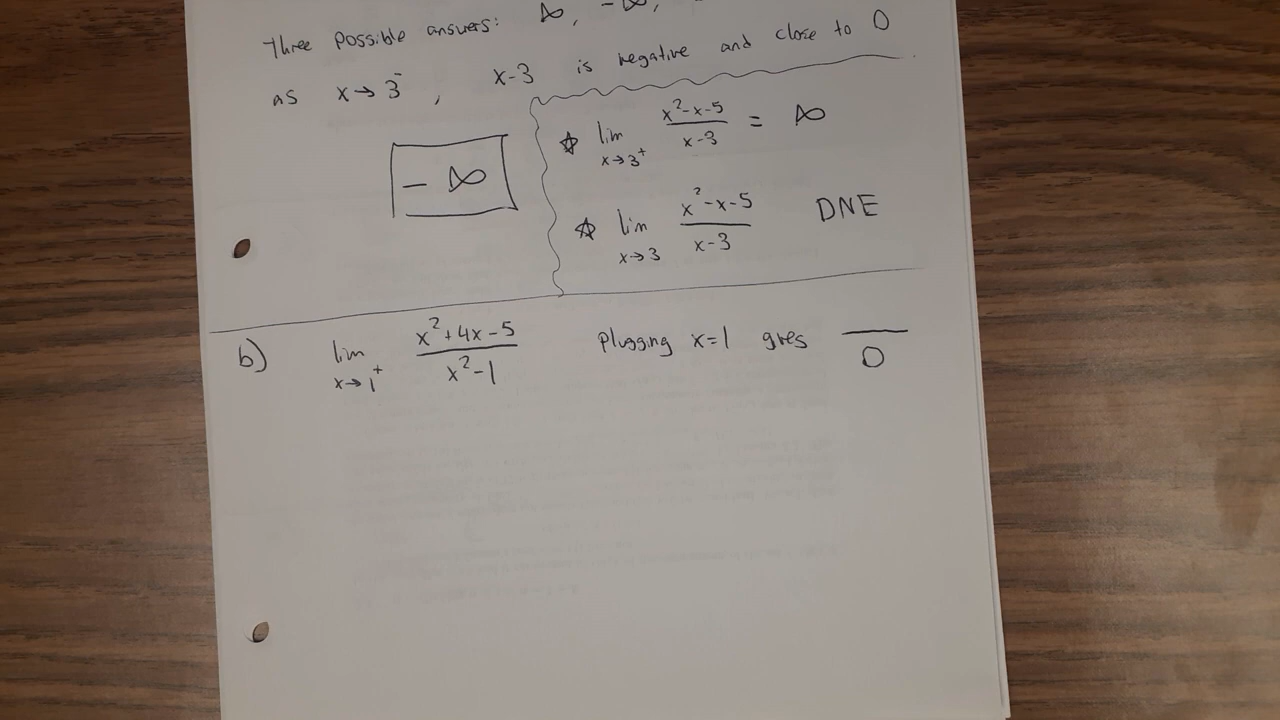 Three possible answers: ∞, -∞,
as x→3⁻, x-3 is negative and close to 0
- ∞
☆ lim x→3⁺ (x²-x-5)/(x-3) = ∞
☆ lim x→3 (x²-x-5)/(x-3) DNE
b) lim x→1⁺ (x²+4x-5)/(x²-1) plugging x=1 gives __/0